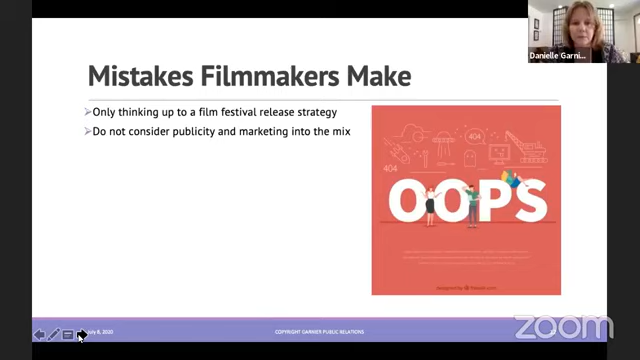 Danielle Garni...
Mistakes Filmmakers Make
Only thinking up to a film festival release strategy
Do not consider publicity and marketing into the mix
404
404
OOPS
July 8, 2020
COPYRIGHT GARNIER PUBLIC RELATIONS
zoom